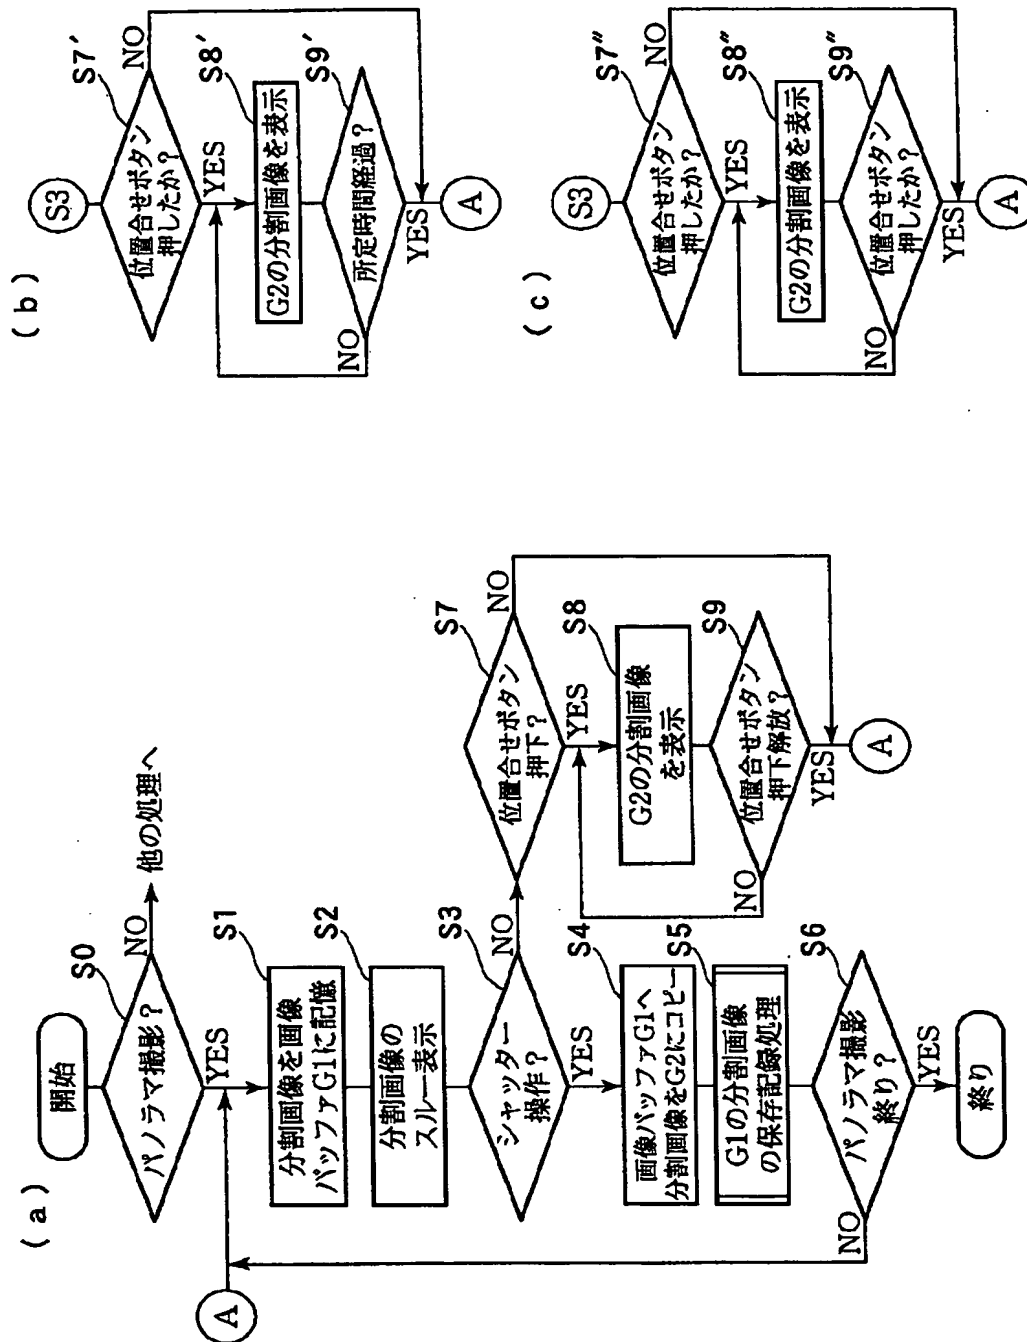 (a)
開始
パノラマ撮影?
S0
NO
他の処理へ
YES
A
分割画像を画像
バッファG1に記憶
S1
分割画像の
スルー表示
S2
シャッター
操作?
S3
NO
YES
画像バッファG1へ
分割画像をG2にコピー
S4
G1の分割画像
の保存記録処理
S5
パノラマ撮影
終り?
S6
NO
YES
終り
位置合せボタン
押下?
S7
NO
YES
G2の分割画像
を表示
S8
位置合せボタン
押下解放?
S9
NO
YES
A
(b)
S3
位置合せボタン
押したか?
S7′
NO
YES
G2の分割画像を表示
S8′
所定時間経過?
S9′
NO
YES
A
(c)
S3
位置合せボタン
押したか?
S7″
NO
YES
G2の分割画像を表示
S8″
位置合せボタン
押したか?
S9″
NO
YES
A